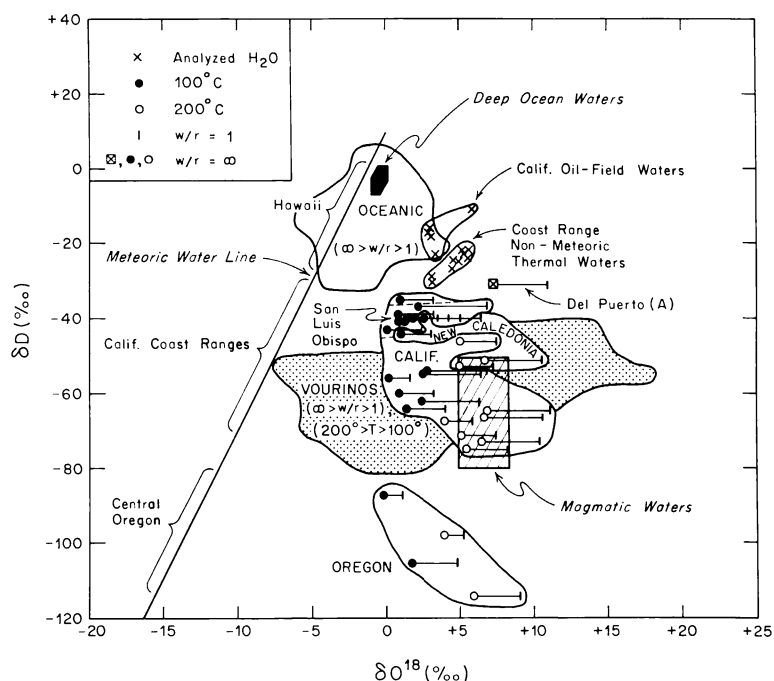 +40
+20
0
-20
-40
-60
-80
-100
-120
δD (‰)
× Analyzed H₂O
● 100°C
○ 200°C
| w/r = 1
⊠, ●, ○ w/r = ∞
Deep Ocean Waters
Calif. Oil-Field Waters
Hawaii
OCEANIC
(∞ > w/r > 1)
Coast Range
Non-Meteoric
Thermal Waters
Meteoric Water Line
Del Puerto (A)
San
Luis
Obispo
NEW CALEDONIA
Calif. Coast Ranges
CALIF.
VOURINOS
(∞ > w/r > 1)
(200° > T > 100°)
Magmatic Waters
Central
Oregon
OREGON
-20 -15 -10 -5 0 +5 +10 +15 +20 +25
δO¹⁸ (‰)